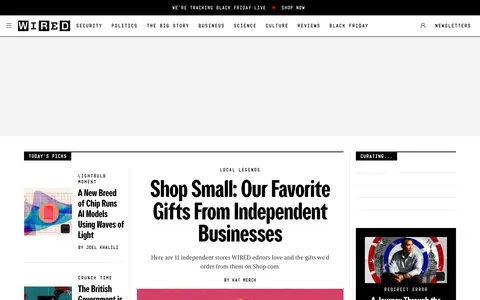 WE'RE TRACKING BLACK FRIDAY LIVE SHOP NOW
WIRED SECURITY POLITICS THE BIG STORY BUSINESS SCIENCE CULTURE REVIEWS BLACK FRIDAY NEWSLETTERS
TODAY'S PICKS
LIGHTBULB
MOMENT
A New Breed
of Chip Runs
AI Models
Using Waves of
Light
BY JOEL KHALILI
CRUNCH TIME
The British
Government is
LOCAL LEGENDS
Shop Small: Our Favorite
Gifts From Independent
Businesses
Here are 11 independent stores WIRED editors love and the gifts we'd
order from them on Shop.com.
BY KAT MERCK
CURATING...
REDIRECT ERROR
A Journey Through the